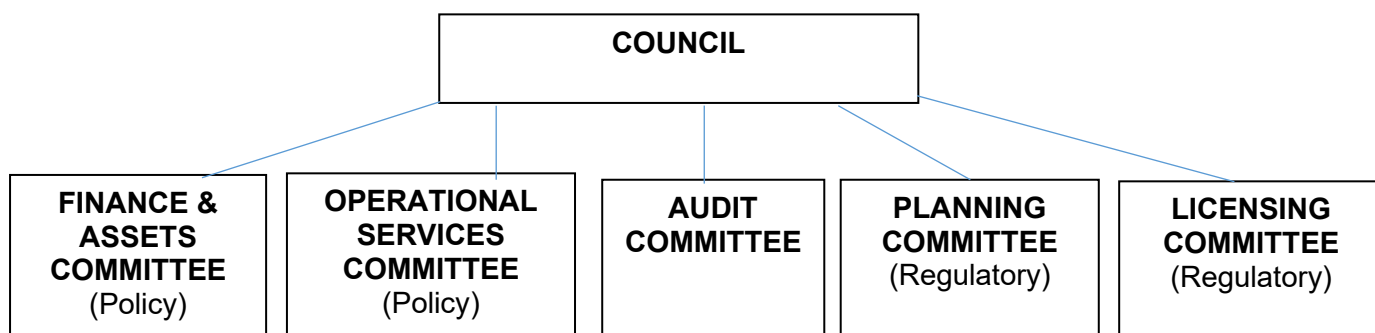 COUNCIL
FINANCE &
ASSETS
COMMITTEE
(Policy)
OPERATIONAL
SERVICES
COMMITTEE
(Policy)
AUDIT
COMMITTEE
PLANNING
COMMITTEE
(Regulatory)
LICENSING
COMMITTEE
(Regulatory)